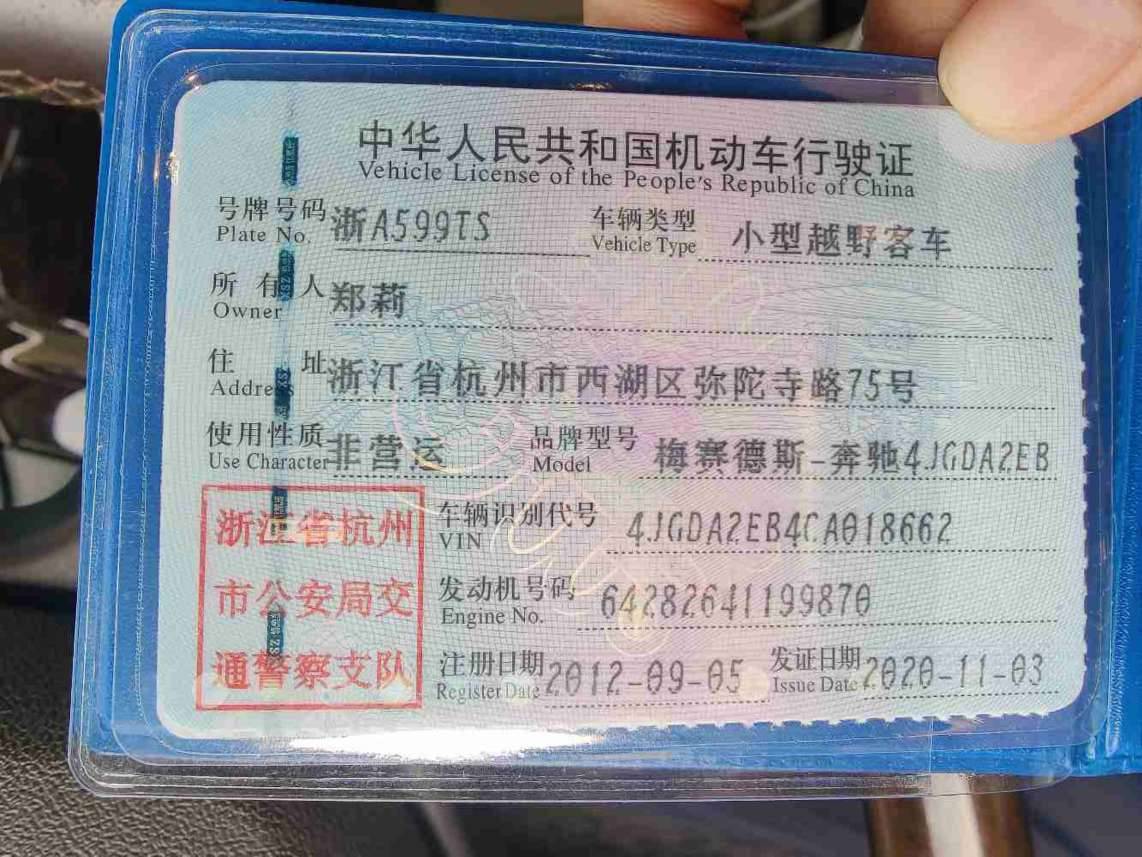 中华人民共和国机动车行驶证
Vehicle License of the People's Republic of China
号牌号码 浙A599TS 车辆类型 小型越野客车
Plate No. Vehicle Type
所有人 郑莉
Owner
住址 浙江省杭州市西湖区弥陀寺路75号
Address
使用性质 非营运 品牌型号 梅赛德斯-奔驰4JGDA2EB
Use Character Model
浙江省杭州
市公安局交
通警察支队
车辆识别代号 4JGDA2EB4CA018662
VIN
发动机号码 64282641199870
Engine No.
注册日期 2012-09-05 发证日期 2020-11-03
Register Date Issue Date